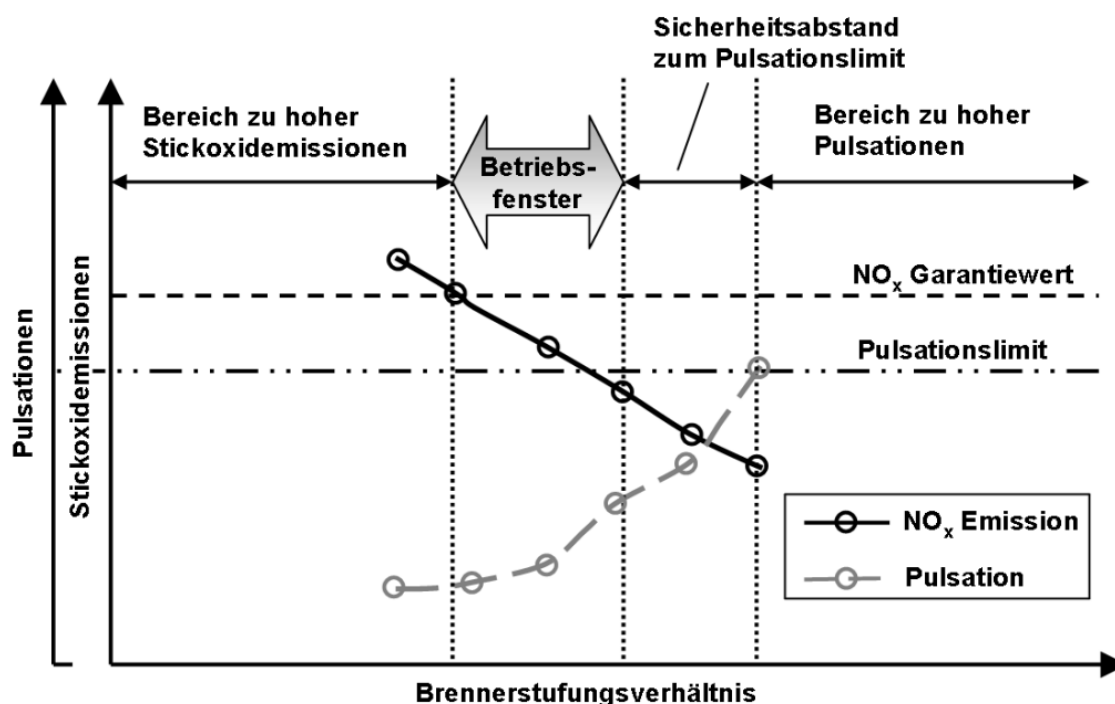 Sicherheitsabstand
zum Pulsationslimit
Bereich zu hoher
Stickoxidemissionen
Betriebs-
fenster
Bereich zu hoher
Pulsationen
Pulsationen
Stickoxidemissionen
NOx Garantiewert
Pulsationslimit
NOx Emission
Pulsation
Brennerstufungsverhältnis